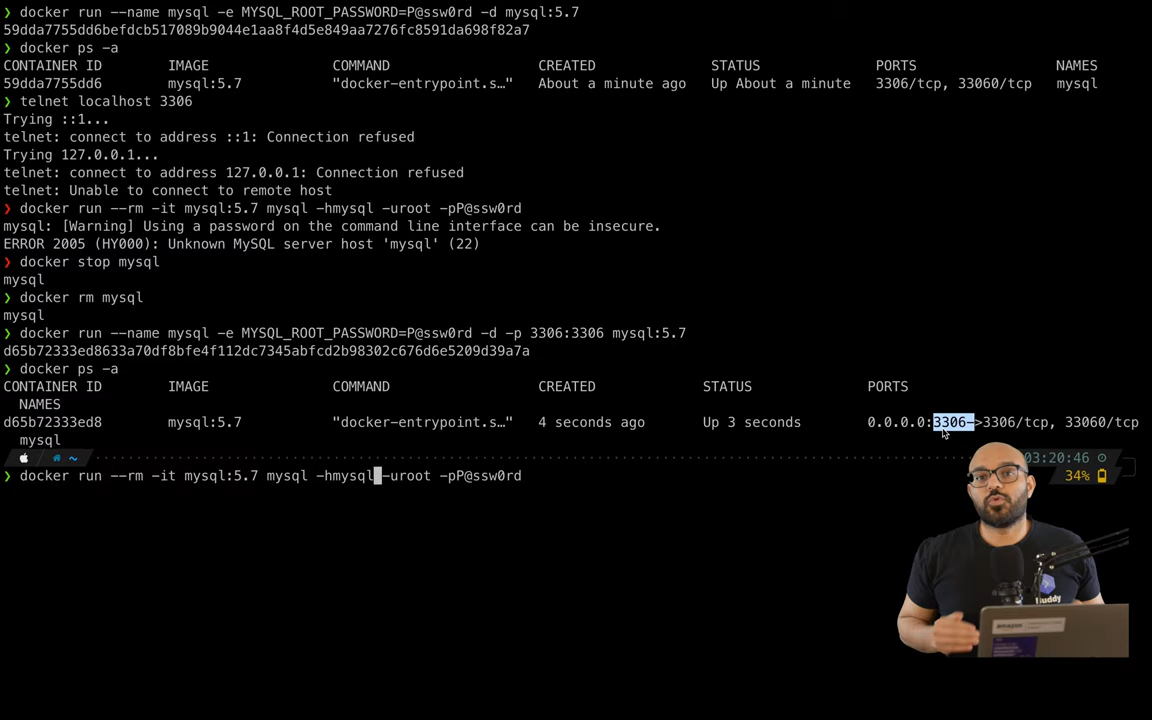 ❯ docker run --name mysql -e MYSQL_ROOT_PASSWORD=P@ssw0rd -d mysql:5.7
59dda7755dd6befdcb517089b9044e1aa8f4d5e849aa7276fc8591da698f82a7
❯ docker ps -a
CONTAINER ID IMAGE COMMAND CREATED STATUS PORTS NAMES
59dda7755dd6 mysql:5.7 "docker-entrypoint.s…" About a minute ago Up About a minute 3306/tcp, 33060/tcp mysql
❯ telnet localhost 3306
Trying ::1...
telnet: connect to address ::1: Connection refused
Trying 127.0.0.1...
telnet: connect to address 127.0.0.1: Connection refused
telnet: Unable to connect to remote host
❯ docker run --rm -it mysql:5.7 mysql -hmysql -uroot -pP@ssw0rd
mysql: [Warning] Using a password on the command line interface can be insecure.
ERROR 2005 (HY000): Unknown MySQL server host 'mysql' (22)
❯ docker stop mysql
mysql
❯ docker rm mysql
mysql
❯ docker run --name mysql -e MYSQL_ROOT_PASSWORD=P@ssw0rd -d -p 3306:3306 mysql:5.7
d65b72333ed8633a70df8bfe4f112dc7345abfcd2b98302c676d6e5209d39a7a
❯ docker ps -a
CONTAINER ID IMAGE COMMAND CREATED STATUS PORTS
NAMES
d65b72333ed8 mysql:5.7 "docker-entrypoint.s…" 4 seconds ago Up 3 seconds 0.0.0.0:3306->3306/tcp, 33060/tcp
mysql
~ 03:20:46
❯ docker run --rm -it mysql:5.7 mysql -hmysql -uroot -pP@ssw0rd 34%
Buddy
amazon